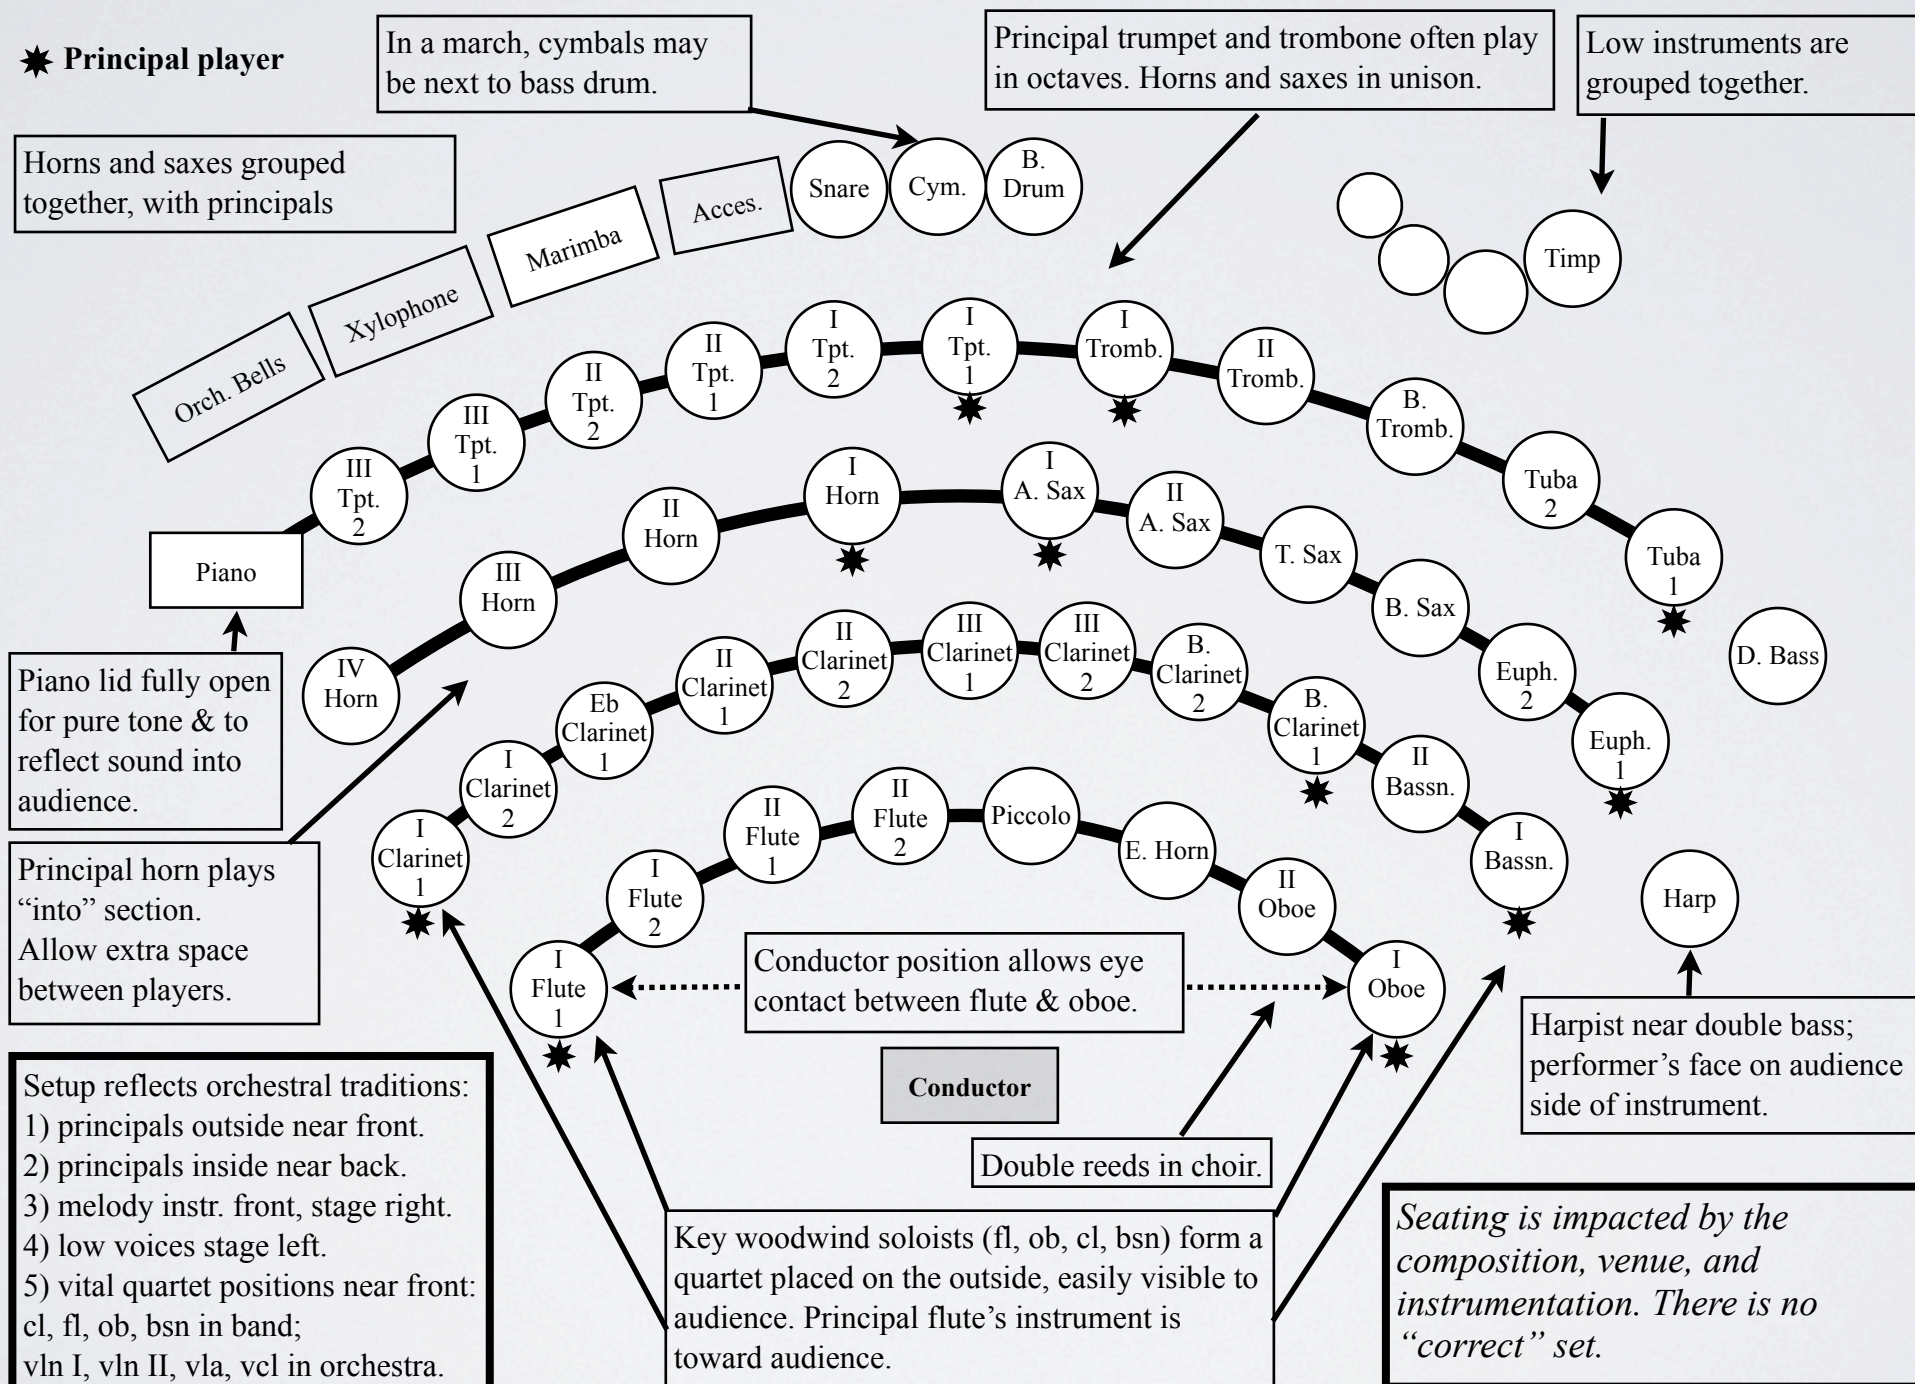 Principal player
In a march, cymbals may
be next to bass drum.
Principal trumpet and trombone often play
in octaves. Horns and saxes in unison.
Low instruments are
grouped together.
Horns and saxes grouped
together, with principals
Orch. Bells
Xylophone
Marimba
Acces.
Snare
Cym.
B.
Drum
Timp
III
Tpt.
2
III
Tpt.
1
II
Tpt.
2
II
Tpt.
1
I
Tpt.
2
I
Tpt.
1
I
Tromb.
II
Tromb.
B.
Tromb.
Tuba
2
Tuba
1
Piano
IV
Horn
III
Horn
II
Horn
I
Horn
I
A. Sax
II
A. Sax
T. Sax
B. Sax
Euph.
2
Euph.
1
D. Bass
Piano lid fully open
for pure tone & to
reflect sound into
audience.
I
Clarinet
1
I
Clarinet
2
Eb
Clarinet
1
II
Clarinet
1
II
Clarinet
2
III
Clarinet
1
III
Clarinet
2
B.
Clarinet
2
B.
Clarinet
1
II
Bassn.
I
Bassn.
Harp
Principal horn plays
“into” section.
Allow extra space
between players.
I
Flute
1
I
Flute
2
II
Flute
1
II
Flute
2
Piccolo
E. Horn
II
Oboe
I
Oboe
Conductor position allows eye
contact between flute & oboe.
Conductor
Harpist near double bass;
performer’s face on audience
side of instrument.
Double reeds in choir.
Setup reflects orchestral traditions:
1) principals outside near front.
2) principals inside near back.
3) melody instr. front, stage right.
4) low voices stage left.
5) vital quartet positions near front:
cl, fl, ob, bsn in band;
vln I, vln II, vla, vcl in orchestra.
Key woodwind soloists (fl, ob, cl, bsn) form a
quartet placed on the outside, easily visible to
audience. Principal flute’s instrument is
toward audience.
Seating is impacted by the
composition, venue, and
instrumentation. There is no
“correct” set.